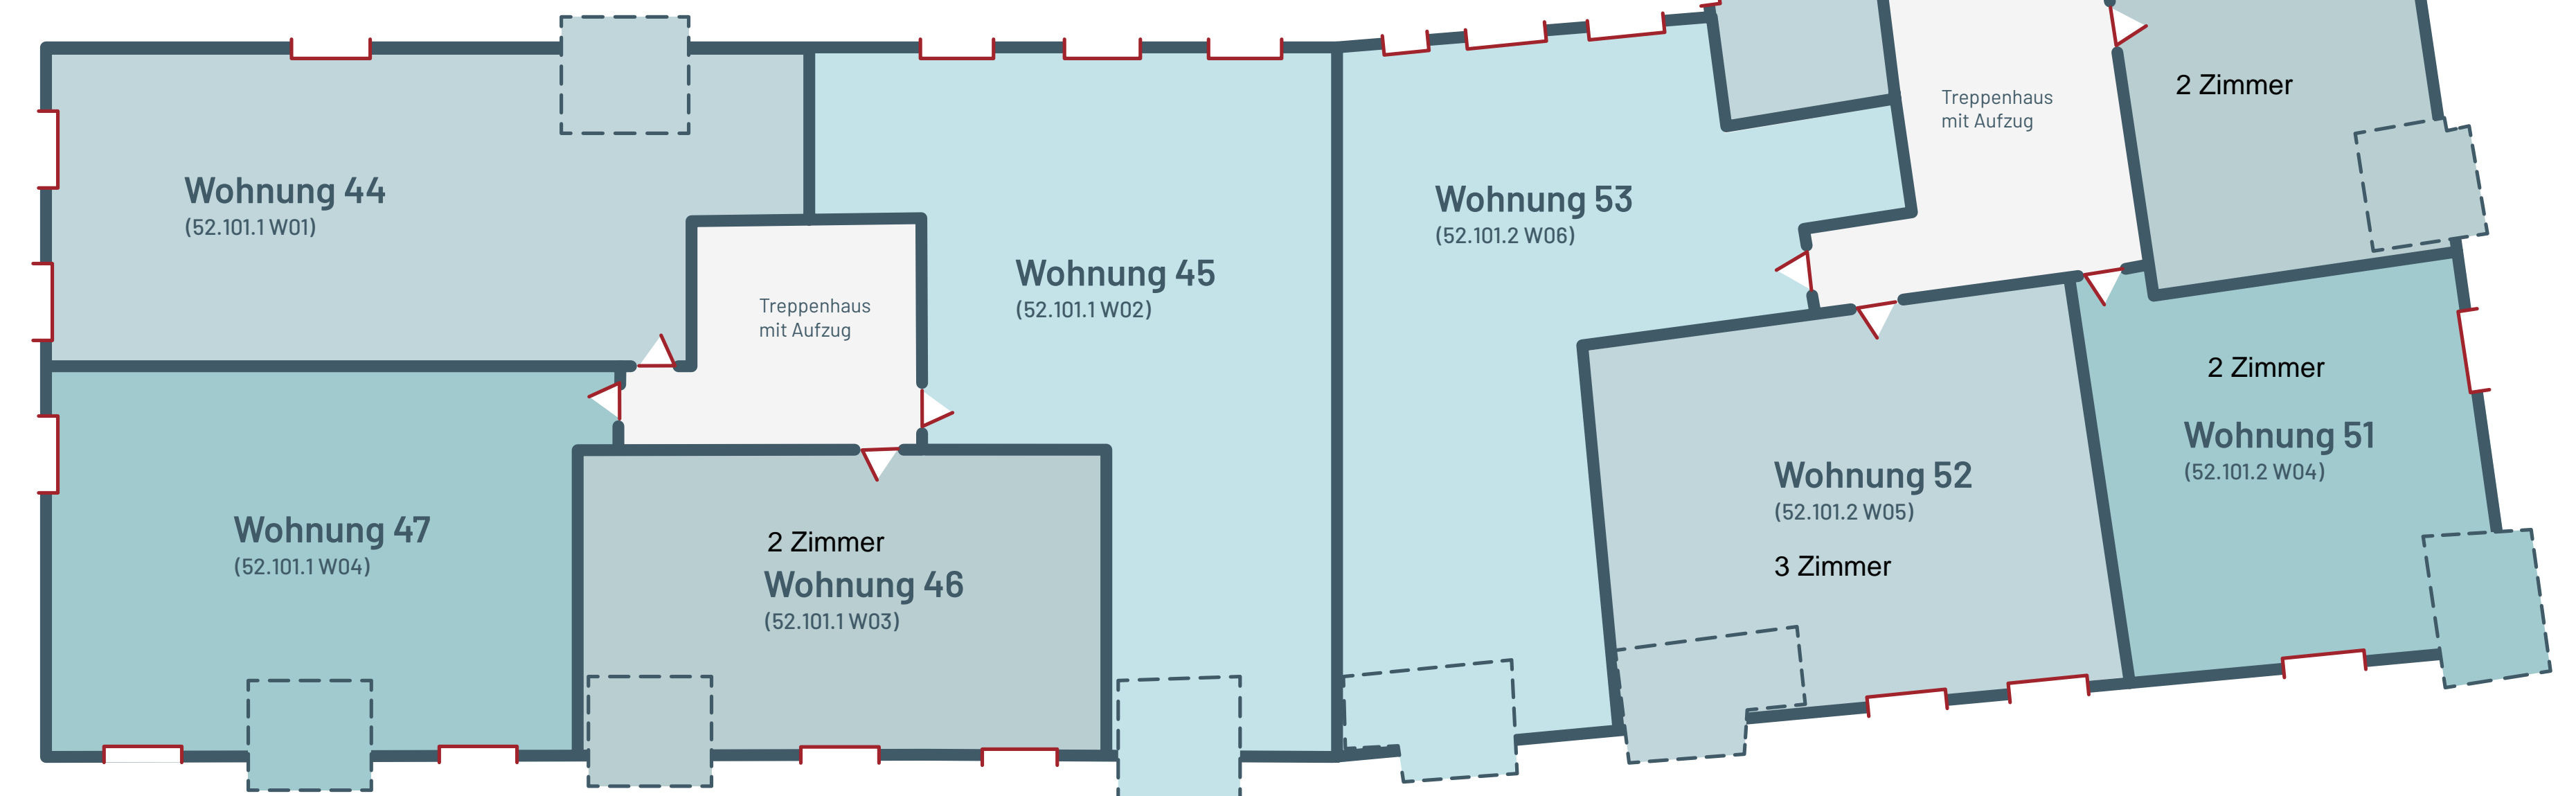 Wohnung 44
(52.101.1 W01)
Treppenhaus
mit Aufzug
Wohnung 45
(52.101.1 W02)
Wohnung 47
(52.101.1 W04)
2 Zimmer
Wohnung 46
(52.101.1 W03)
Wohnung 53
(52.101.2 W06)
Treppenhaus
mit Aufzug
2 Zimmer
Wohnung 52
(52.101.2 W05)
3 Zimmer
2 Zimmer
Wohnung 51
(52.101.2 W04)